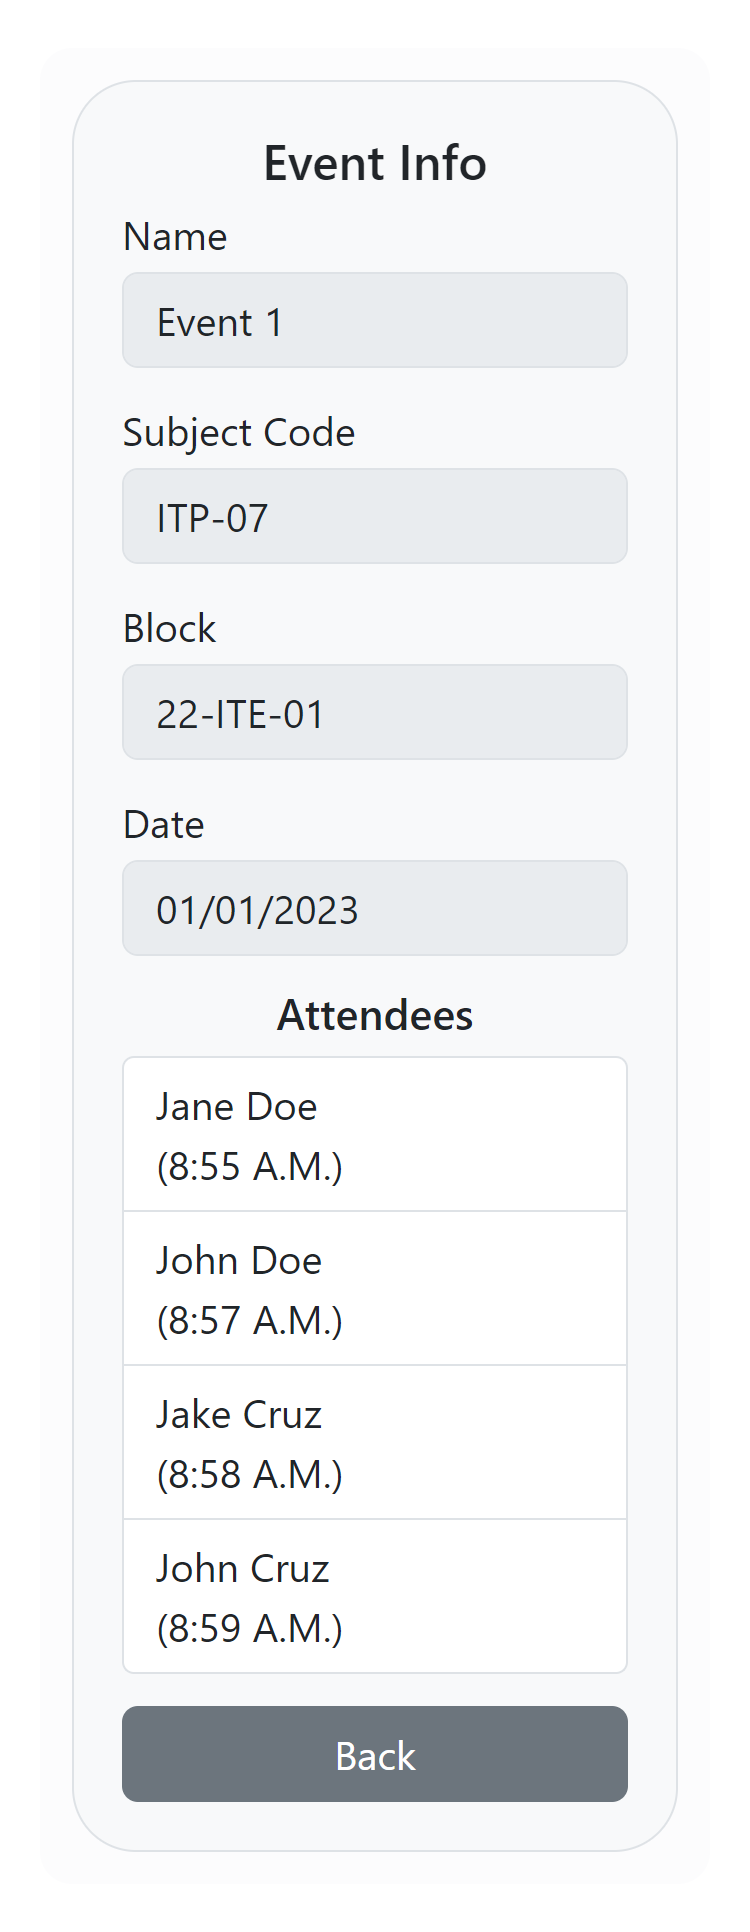 Event Info
Name
Event 1
Subject Code
ITP-07
Block
22-ITE-01
Date
01/01/2023
Attendees
Jane Doe
(8:55 A.M.)
John Doe
(8:57 A.M.)
Jake Cruz
(8:58 A.M.)
John Cruz
(8:59 A.M.)
Back